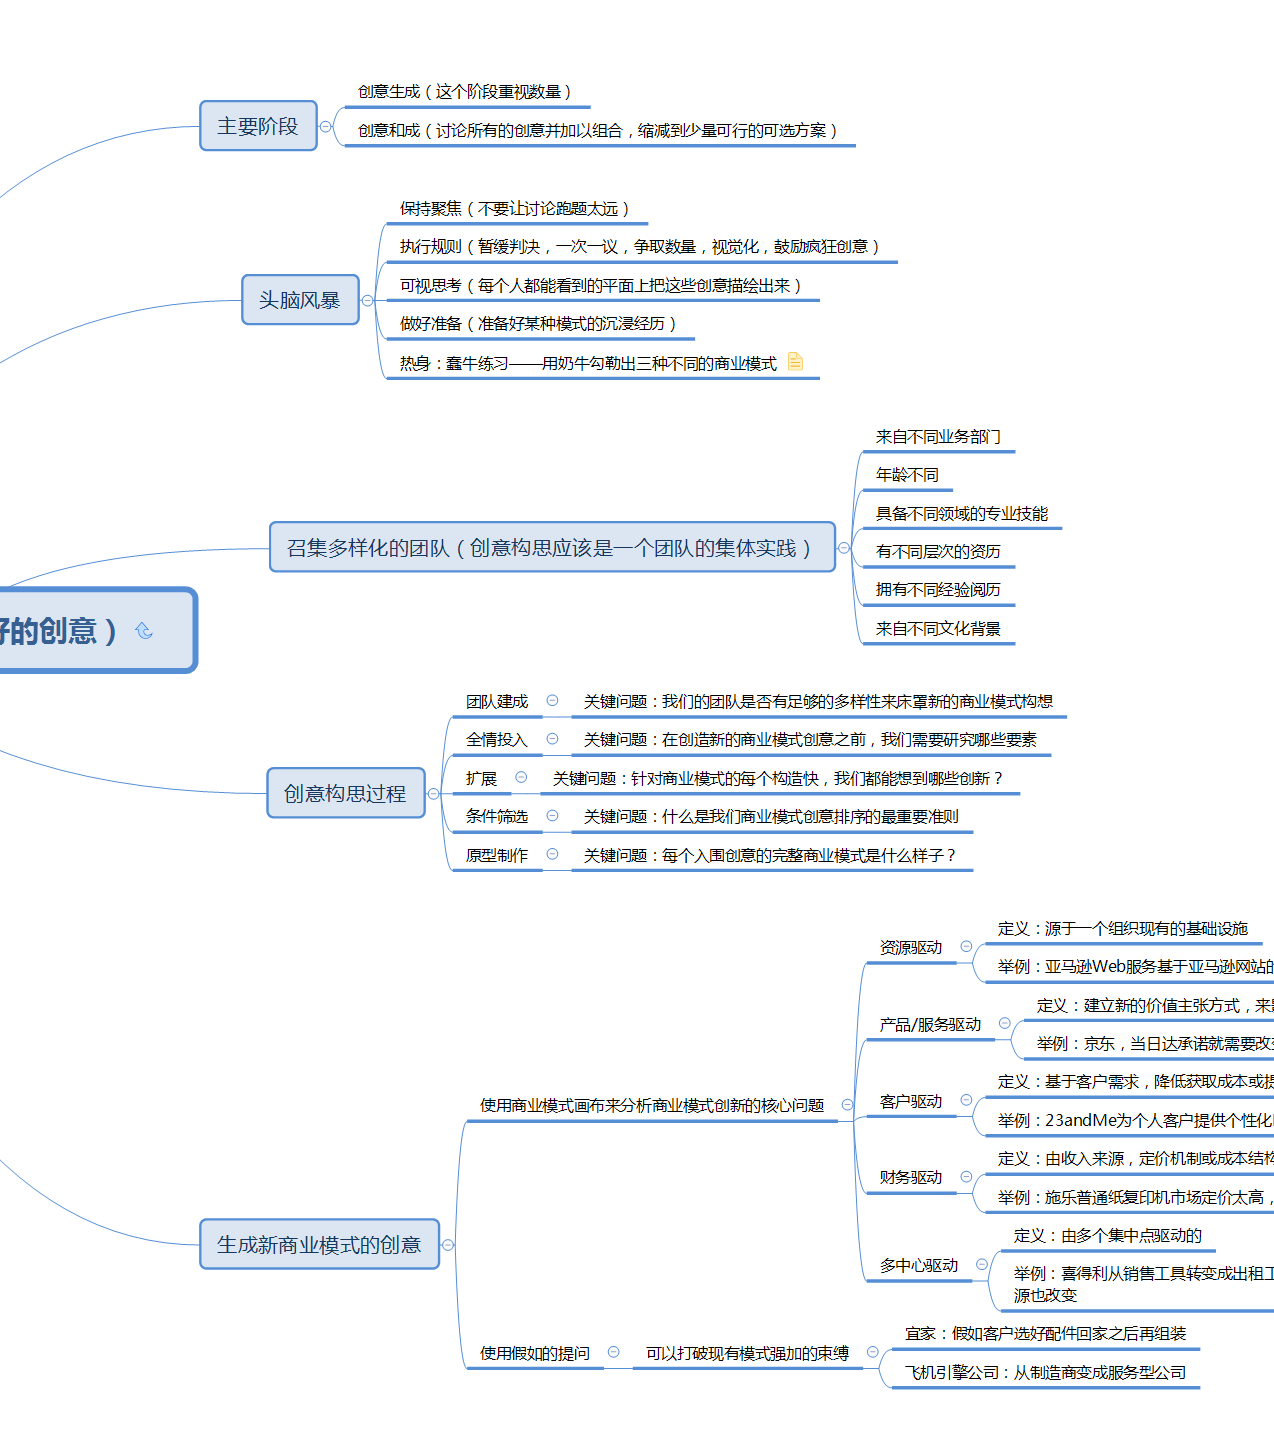 主要阶段
创意生成（这个阶段重视数量）
创意和成（讨论所有的创意并加以组合，缩减到少量可行的可选方案）
头脑风暴
保持聚焦（不要让讨论跑题太远）
执行规则（暂缓判决，一次一议，争取数量，视觉化，鼓励疯狂创意）
可视思考（每个人都能看到的平面上把这些创意描绘出来）
做好准备（准备好某种模式的沉浸经历）
热身：蠢牛练习——用奶牛勾勒出三种不同的商业模式
召集多样化的团队（创意构思应该是一个团队的集体实践）
来自不同业务部门
年龄不同
具备不同领域的专业技能
有不同层次的资历
拥有不同经验阅历
来自不同文化背景
好的创意）
创意构思过程
团队建成
关键问题：我们的团队是否有足够的多样性来床罩新的商业模式构想
全情投入
关键问题：在创造新的商业模式创意之前，我们需要研究哪些要素
扩展
关键问题：针对商业模式的每个构造快，我们都能想到哪些创新？
条件筛选
关键问题：什么是我们商业模式创意排序的最重要准则
原型制作
关键问题：每个入围创意的完整商业模式是什么样子？
生成新商业模式的创意
使用商业模式画布来分析商业模式创新的核心问题
资源驱动
定义：源于一个组织现有的基础设施
举例：亚马逊Web服务基于亚马逊网站的
产品/服务驱动
定义：建立新的价值主张方式，来
举例：京东，当日达承诺就需要改
客户驱动
定义：基于客户需求，降低获取成本或提
举例：23andMe为个人客户提供个性化
财务驱动
定义：由收入来源，定价机制或成本结构
举例：施乐普通纸复印机市场定价太高，
多中心驱动
定义：由多个集中点驱动的
举例：喜得利从销售工具转变成出租工
源也改变
使用假如的提问
可以打破现有模式强加的束缚
宜家：假如客户选好配件回家之后再组装
飞机引擎公司：从制造商变成服务型公司